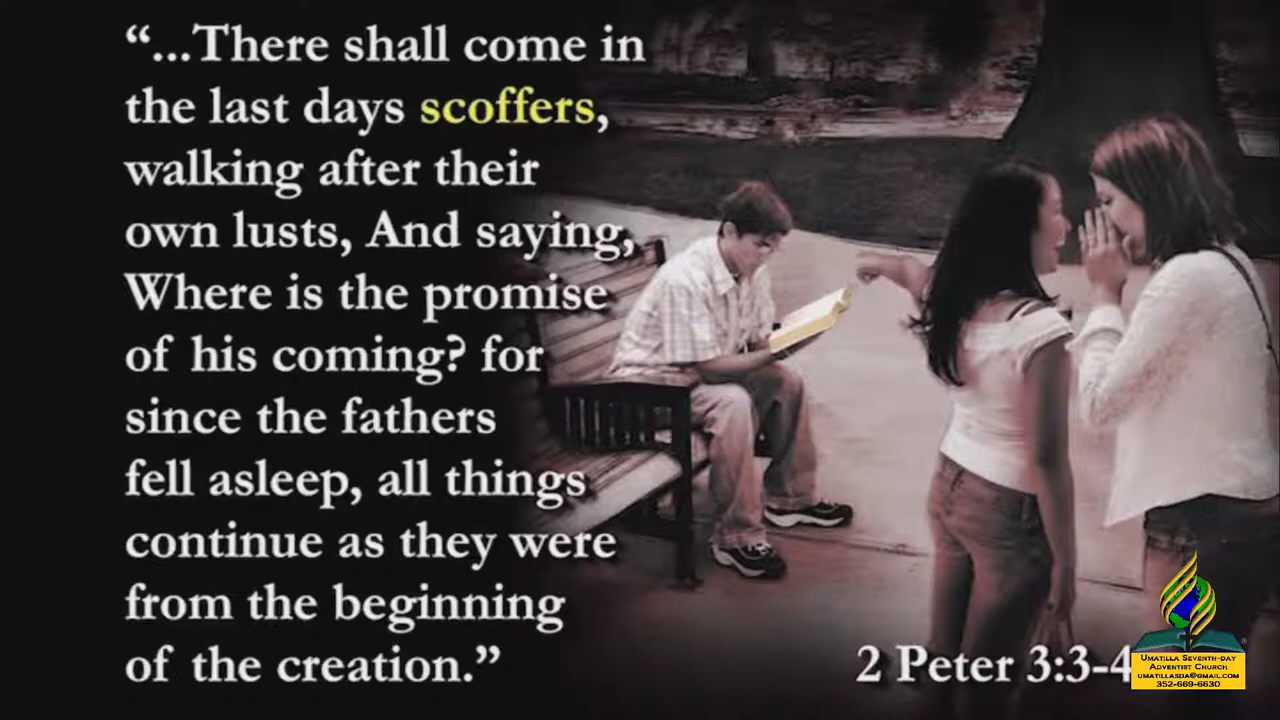 “...There shall come in
the last days scoffers,
walking after their
own lusts, And saying,
Where is the promise
of his coming? for
since the fathers
fell asleep, all things
continue as they were
from the beginning
of the creation.”
2 Peter 3:3-4
Umatilla Seventh-day
Adventist Church
umatillasda@gmail.com
352-669-6630